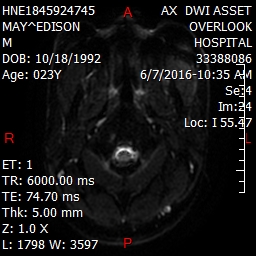 HNE1845924745
MAY^EDISON
M
DOB: 10/18/1992
Age: 023Y
AX DWI ASSET
OVERLOOK
HOSPITAL
33388086
6/7/2016-10:35 AM
Se:4
Im:24
Loc: I 55.47
A
R
L
ET: 1
TR: 6000.00 ms
TE: 74.70 ms
Thk: 5.00 mm
Z: 1.0 X
L: 1798 W: 3597
P